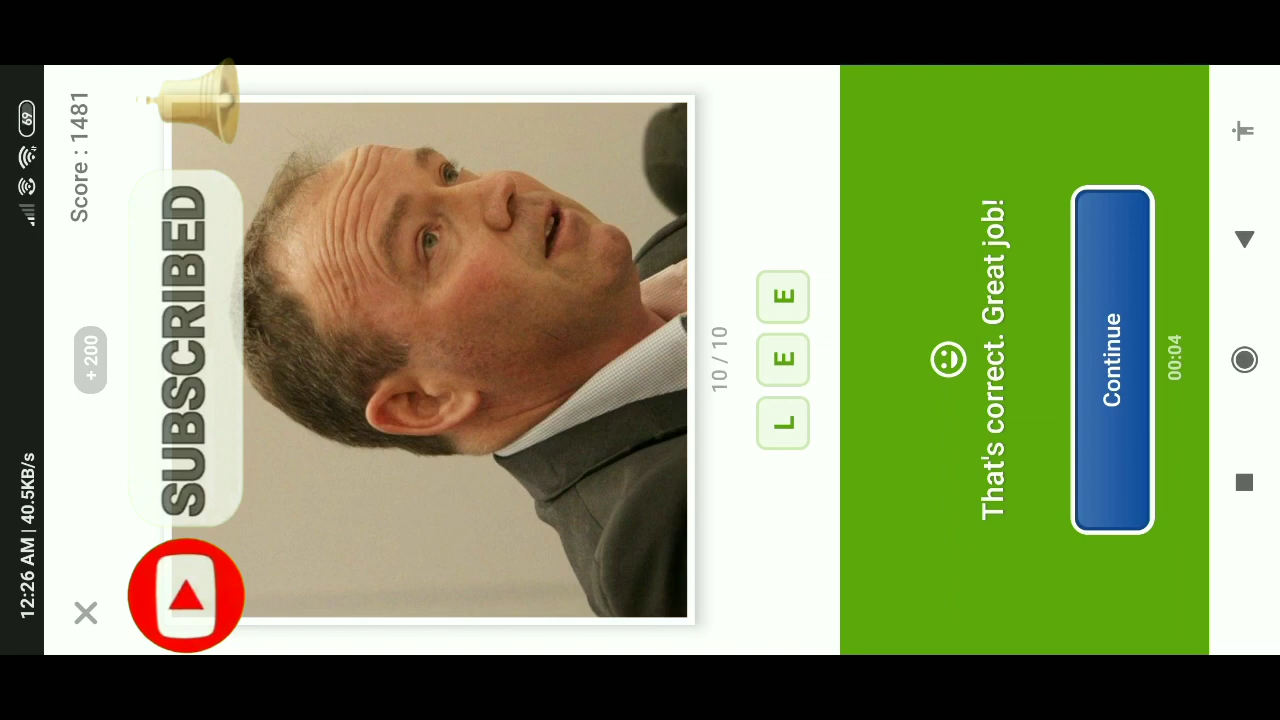 12:26 AM | 40.5KB/s
69
+ 200
Score : 1481
SUBSCRIBED
10 / 10
L E E
That's correct. Great job!
Continue
00:04